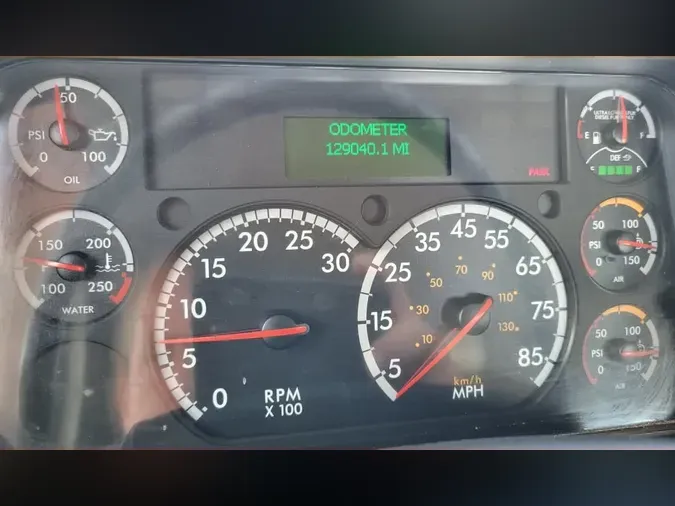 50
PSI
0 100
OIL
150 200
100 250
WATER
ODOMETER
129040.1 MI
PARK
0 5 10 15 20 25 30
RPM
X 100
5 15 25 35 45 55 65 75 85
10 30 50 70 90 110 130
km/h
MPH
E F
DEF
F
50 100
PSI
0 150
AIR
50 100
PSI
0 150
AIR